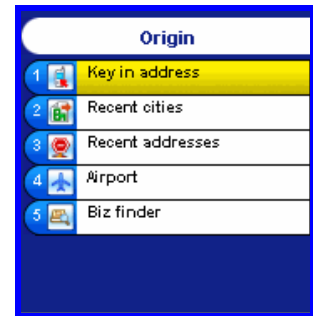 Origin
1 Key in address
2 Recent cities
3 Recent addresses
4 Airport
5 Biz finder